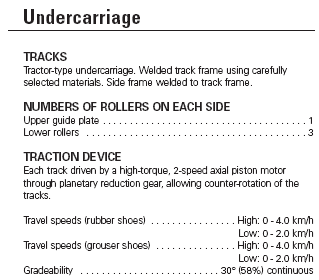 Undercarriage
TRACKS
Tractor-type undercarriage. Welded track frame using carefully
selected materials. Side frame welded to track frame.
NUMBERS OF ROLLERS ON EACH SIDE
Upper guide plate . . . . . . . . . . . . . . . . . . . . . . . . . . . . . . . . . . 1
Lower rollers . . . . . . . . . . . . . . . . . . . . . . . . . . . . . . . . . . . . . 3
TRACTION DEVICE
Each track driven by a high-torque, 2-speed axial piston motor
through planetary reduction gear, allowing counter-rotation of the
tracks.
Travel speeds (rubber shoes) . . . . . . . . . . . . . . High: 0 - 4.0 km/h
Low: 0 - 2.0 km/h
Travel speeds (grouser shoes) . . . . . . . . . . . . . High: 0 - 4.0 km/h
Low: 0 - 2.0 km/h
Gradeability . . . . . . . . . . . . . . . . . . . . . . . 30° (58%) continuous